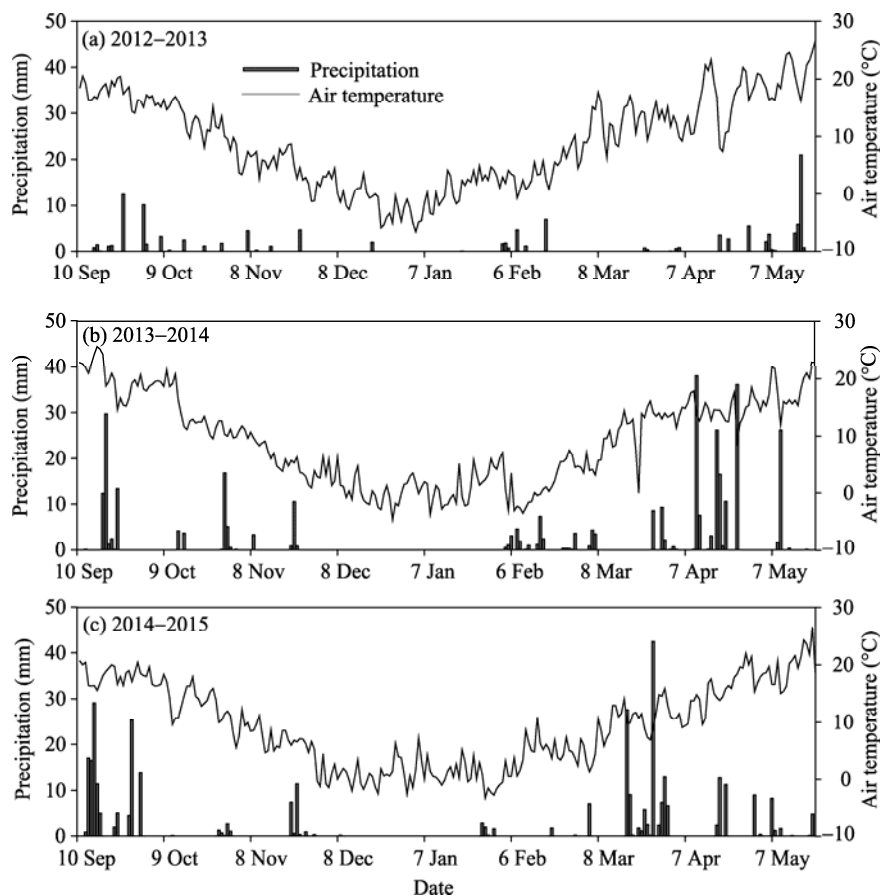 (a) 2012–2013
Precipitation
Air temperature
Precipitation (mm)
50
40
30
20
10
0
Air temperature (°C)
30
20
10
0
−10
10 Sep 9 Oct 8 Nov 8 Dec 7 Jan 6 Feb 8 Mar 7 Apr 7 May
(b) 2013–2014
Precipitation (mm)
50
40
30
20
10
0
Air temperature (°C)
30
20
10
0
−10
10 Sep 9 Oct 8 Nov 8 Dec 7 Jan 6 Feb 8 Mar 7 Apr 7 May
(c) 2014–2015
Precipitation (mm)
50
40
30
20
10
0
Air temperature (°C)
30
20
10
0
−10
10 Sep 9 Oct 8 Nov 8 Dec 7 Jan 6 Feb 8 Mar 7 Apr 7 May
Date